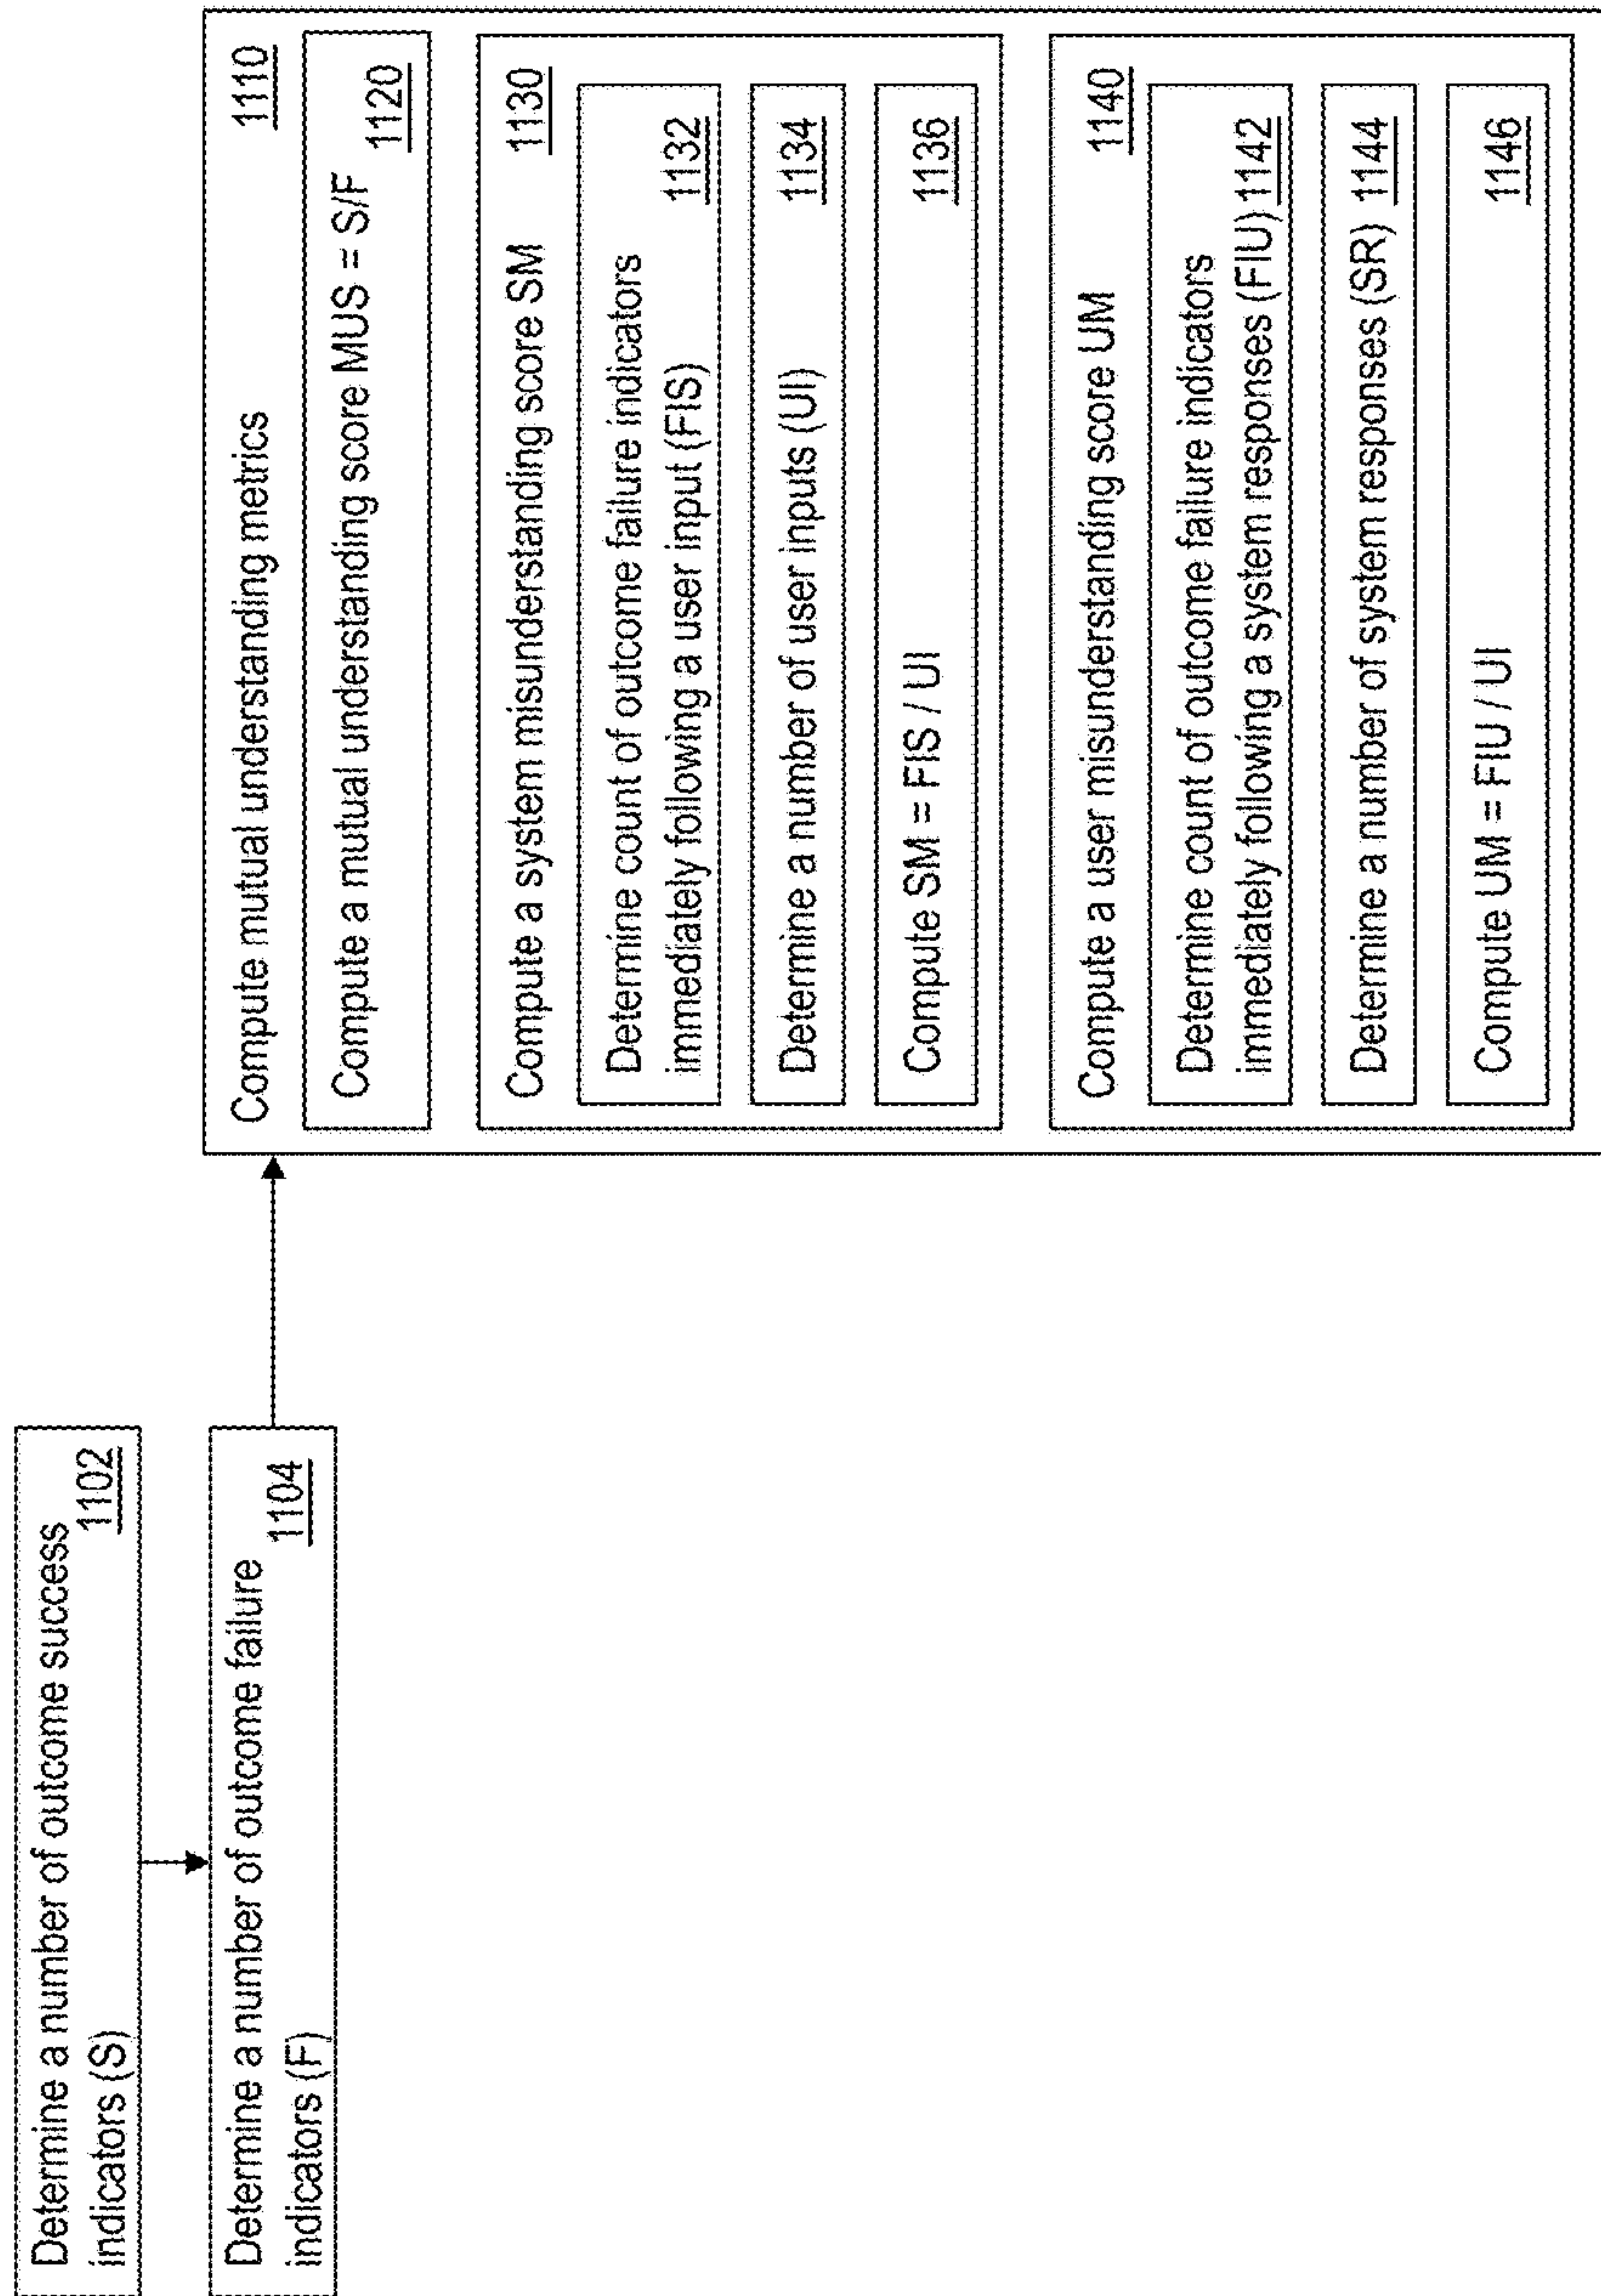 Determine a number of outcome success
indicators (S) 1102
Determine a number of outcome failure
indicators (F) 1104
Compute mutual understanding metrics 1110
Compute a mutual understanding score MUS = S/F
1120
Compute a system misunderstanding score SM 1130
Determine count of outcome failure indicators
immediately following a user input (FIS) 1132
Determine a number of user inputs (UI) 1134
Compute SM = FIS / UI 1136
Compute a user misunderstanding score UM 1140
Determine count of outcome failure indicators
immediately following a system responses (FIU) 1142
Determine a number of system responses (SR) 1144
Compute UM = FIU / UI 1146